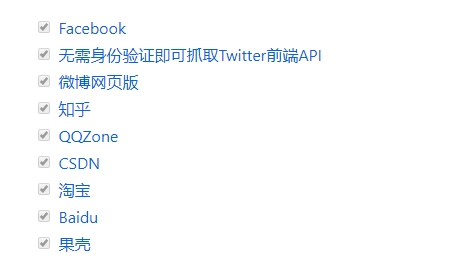 Facebook
无需身份验证即可抓取Twitter前端API
微博网页版
知乎
QQZone
CSDN
淘宝
Baidu
果壳